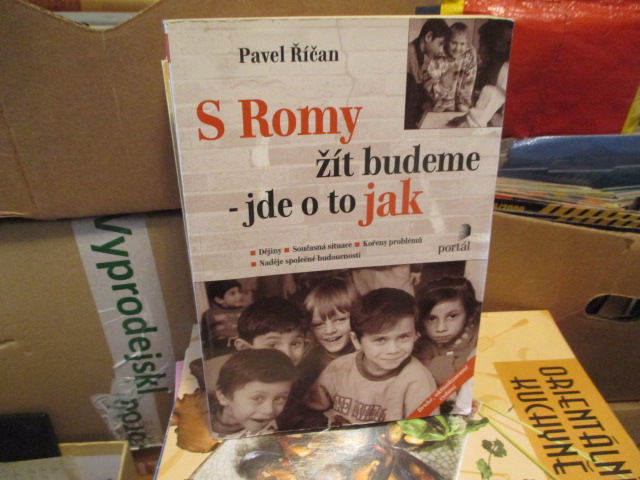 Pavel Říčan
S Romy
žít budeme
- jde o to jak
■ Dějiny ■ Současná situace ■ Kořeny problémů
■ Naděje společné budoucnosti
portál
Vyprodejski
KUCHYNĚ
ORIENTÁLNÍ